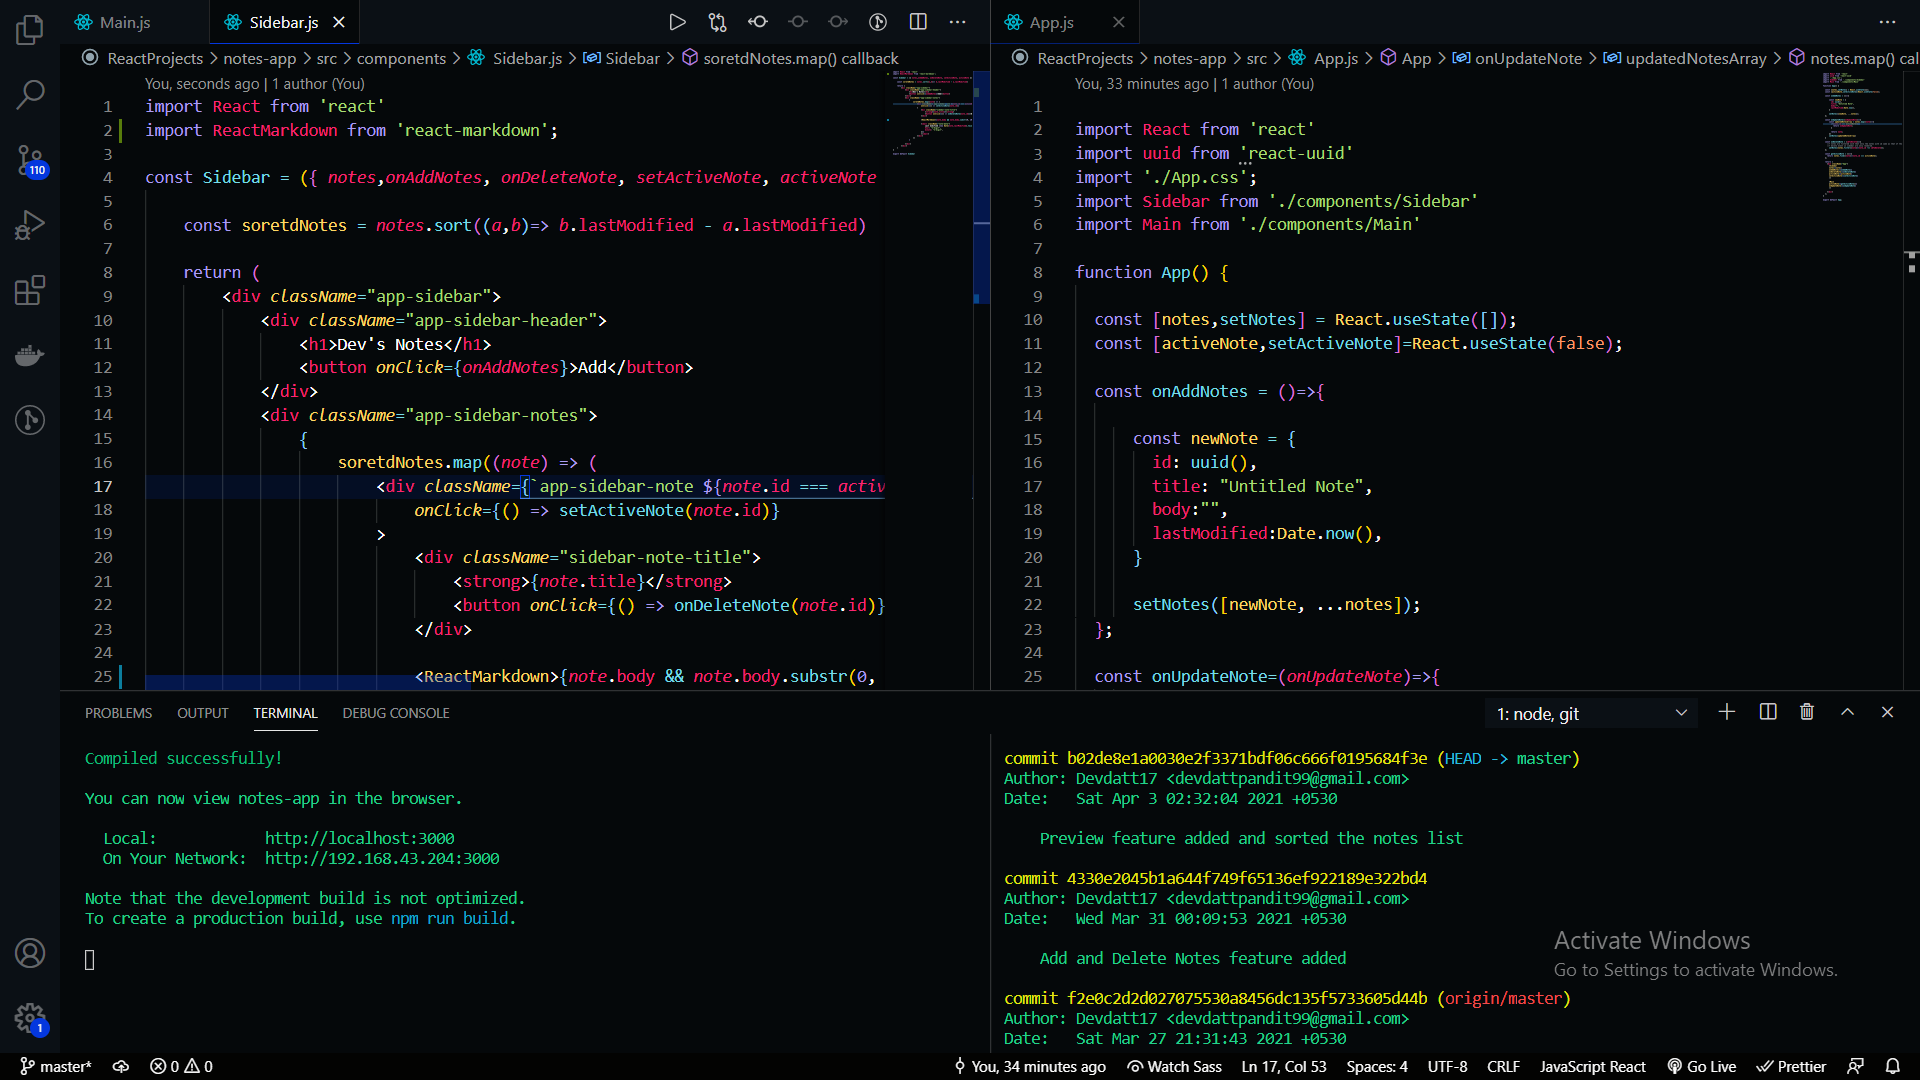 Main.js
Sidebar.js
ReactProjects > notes-app > src > components > Sidebar.js > Sidebar > soretdNotes.map() callback
You, seconds ago | 1 author (You)
1 import React from 'react'
2 import ReactMarkdown from 'react-markdown';
3
4 const Sidebar = ({ notes,onAddNotes, onDeleteNote, setActiveNote, activeNote
5
6 const soretdNotes = notes.sort((a,b)=> b.lastModified - a.lastModified)
7
8 return (
9 <div className="app-sidebar">
10 <div className="app-sidebar-header">
11 <h1>Dev's Notes</h1>
12 <button onClick={onAddNotes}>Add</button>
13 </div>
14 <div className="app-sidebar-notes">
15 {
16 soretdNotes.map((note) => (
17 <div className={`app-sidebar-note ${note.id === activ
18 onClick={() => setActiveNote(note.id)}
19 >
20 <div className="sidebar-note-title">
21 <strong>{note.title}</strong>
22 <button onClick={() => onDeleteNote(note.id)}
23 </div>
24
25 <ReactMarkdown>{note.body && note.body.substr(0,
App.js
ReactProjects > notes-app > src > App.js > App > onUpdateNote > updatedNotesArray > notes.map() cal
You, 33 minutes ago | 1 author (You)
1
2 import React from 'react'
3 import uuid from 'react-uuid'
4 import './App.css';
5 import Sidebar from './components/Sidebar'
6 import Main from './components/Main'
7
8 function App() {
9
10 const [notes,setNotes] = React.useState([]);
11 const [activeNote,setActiveNote]=React.useState(false);
12
13 const onAddNotes = ()=>{
14
15 const newNote = {
16 id: uuid(),
17 title: "Untitled Note",
18 body:"",
19 lastModified:Date.now(),
20 }
21
22 setNotes([newNote, ...notes]);
23 };
24
25 const onUpdateNote=(onUpdateNote)=>{
110
1
PROBLEMS OUTPUT TERMINAL DEBUG CONSOLE
1: node, git
Compiled successfully!
You can now view notes-app in the browser.
Local: http://localhost:3000
On Your Network: http://192.168.43.204:3000
Note that the development build is not optimized.
To create a production build, use npm run build.
commit b02de8e1a0030e2f3371bdf06c666f0195684f3e (HEAD -> master)
Author: Devdatt17 <devdattpandit99@gmail.com>
Date: Sat Apr 3 02:32:04 2021 +0530
Preview feature added and sorted the notes list
commit 4330e2045b1a644f749f65136ef922189e322bd4
Author: Devdatt17 <devdattpandit99@gmail.com>
Date: Wed Mar 31 00:09:53 2021 +0530
Add and Delete Notes feature added
commit f2e0c2d2d027075530a8456dc135f5733605d44b (origin/master)
Author: Devdatt17 <devdattpandit99@gmail.com>
Date: Sat Mar 27 21:31:43 2021 +0530
Activate Windows
Go to Settings to activate Windows.
master* 0 0 You, 34 minutes ago Watch Sass Ln 17, Col 53 Spaces: 4 UTF-8 CRLF JavaScript React Go Live Prettier